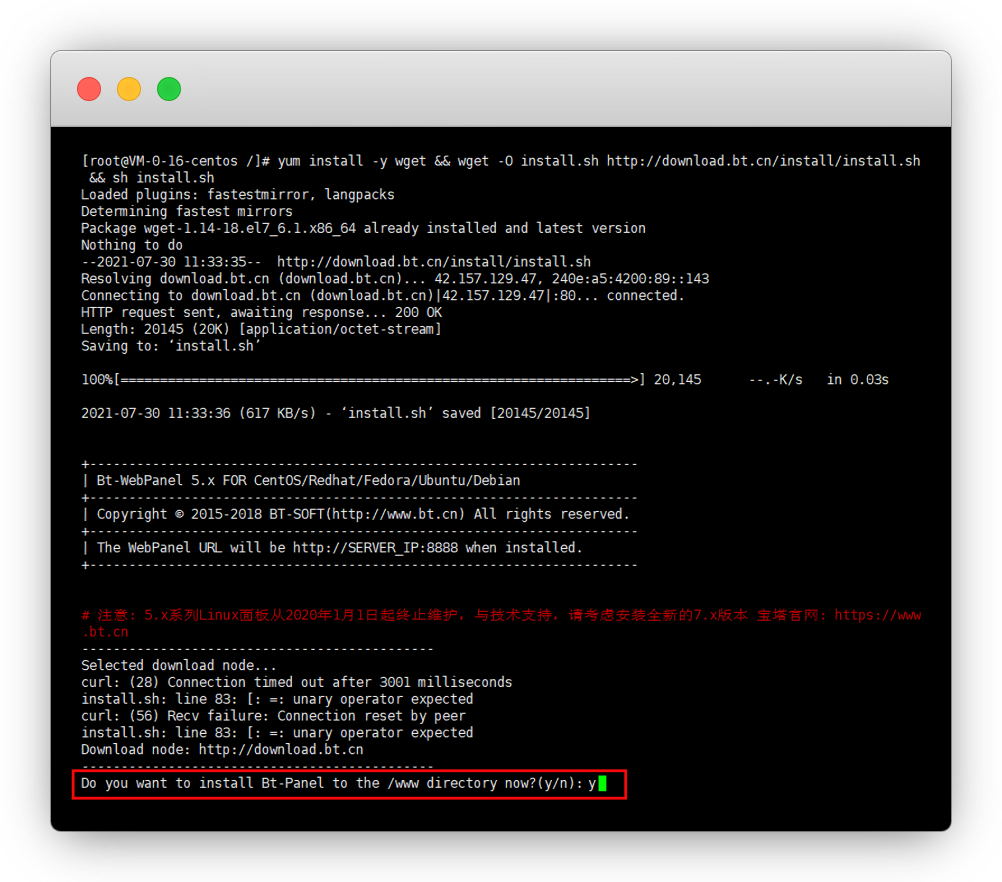 [root@VM-0-16-centos /]# yum install -y wget && wget -O install.sh http://download.bt.cn/install/install.sh
 && sh install.sh
Loaded plugins: fastestmirror, langpacks
Determining fastest mirrors
Package wget-1.14-18.el7_6.1.x86_64 already installed and latest version
Nothing to do
--2021-07-30 11:33:35--  http://download.bt.cn/install/install.sh
Resolving download.bt.cn (download.bt.cn)... 42.157.129.47, 240e:a5:4200:89::143
Connecting to download.bt.cn (download.bt.cn)|42.157.129.47|:80... connected.
HTTP request sent, awaiting response... 200 OK
Length: 20145 (20K) [application/octet-stream]
Saving to: ‘install.sh’
100%[=================================================================>] 20,145      --.-K/s   in 0.03s
2021-07-30 11:33:36 (617 KB/s) - ‘install.sh’ saved [20145/20145]
+----------------------------------------------------------------------
| Bt-WebPanel 5.x FOR CentOS/Redhat/Fedora/Ubuntu/Debian
+----------------------------------------------------------------------
| Copyright © 2015-2018 BT-SOFT(http://www.bt.cn) All rights reserved.
+----------------------------------------------------------------------
| The WebPanel URL will be http://SERVER_IP:8888 when installed.
+----------------------------------------------------------------------
# 注意: 5.x系列Linux面板从2020年1月1日起终止维护, 与技术支持, 请考虑安装全新的7.x版本 宝塔官网: https://www
.bt.cn
---------------------------------------------
Selected download node...
curl: (28) Connection timed out after 3001 milliseconds
install.sh: line 83: [: =: unary operator expected
curl: (56) Recv failure: Connection reset by peer
install.sh: line 83: [: =: unary operator expected
Download node: http://download.bt.cn
---------------------------------------------
Do you want to install Bt-Panel to the /www directory now?(y/n): y